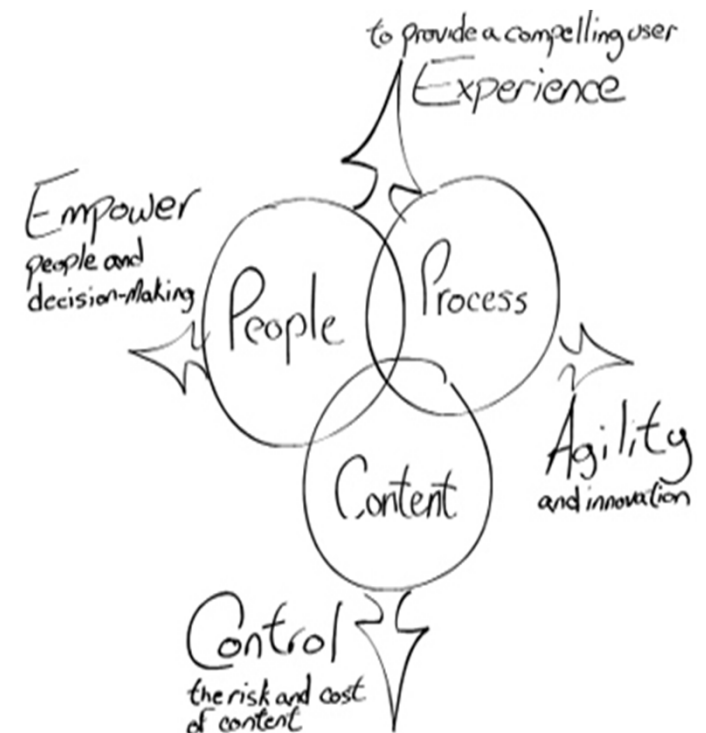 to provide a compelling user
Experience
Empower
people and
decision-Making
People
Process
Agility
and innovation
Content
Control
the risk and cost
of content